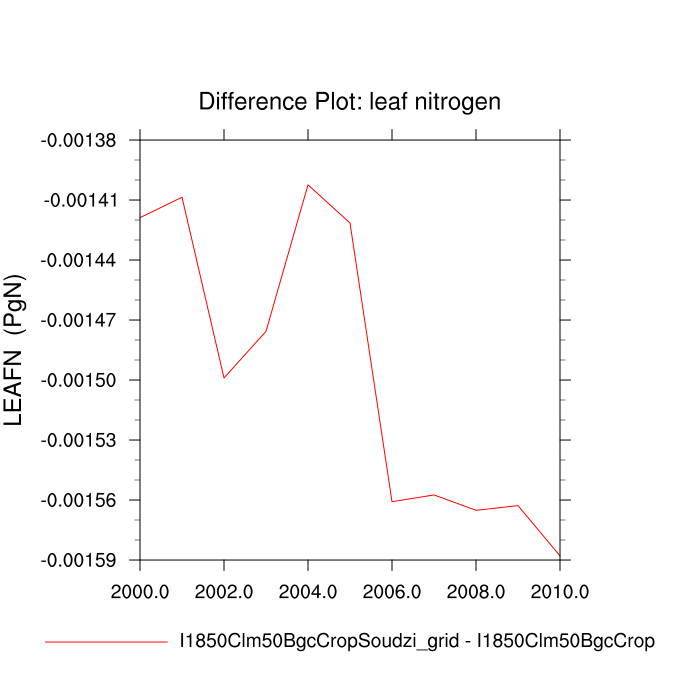 Difference Plot: leaf nitrogen
LEAFN (PgN)
-0.00138
-0.00141
-0.00144
-0.00147
-0.00150
-0.00153
-0.00156
-0.00159
2000.0 2002.0 2004.0 2006.0 2008.0 2010.0
I1850Clm50BgcCropSoudzi_grid - I1850Clm50BgcCrop